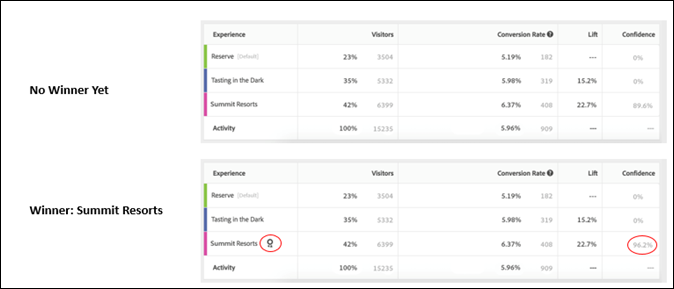 Experience Visitors Conversion Rate ? Lift Confidence
Reserve [Default] 23% 3504 5.19% 182 --- 0%
Tasting in the Dark 35% 5332 5.98% 319 15.2% 0%
No Winner Yet
Summit Resorts 42% 6399 6.37% 408 22.7% 89.6%
Activity 100% 15235 5.96% 909 --- ---
Experience Visitors Conversion Rate ? Lift Confidence
Reserve [Default] 23% 3504 5.19% 182 --- 0%
Winner: Summit Resorts
Tasting in the Dark 35% 5332 5.98% 319 15.2% 0%
Summit Resorts 42% 6399 6.37% 408 22.7% 96.2%
Activity 100% 15235 5.96% 909 --- ---